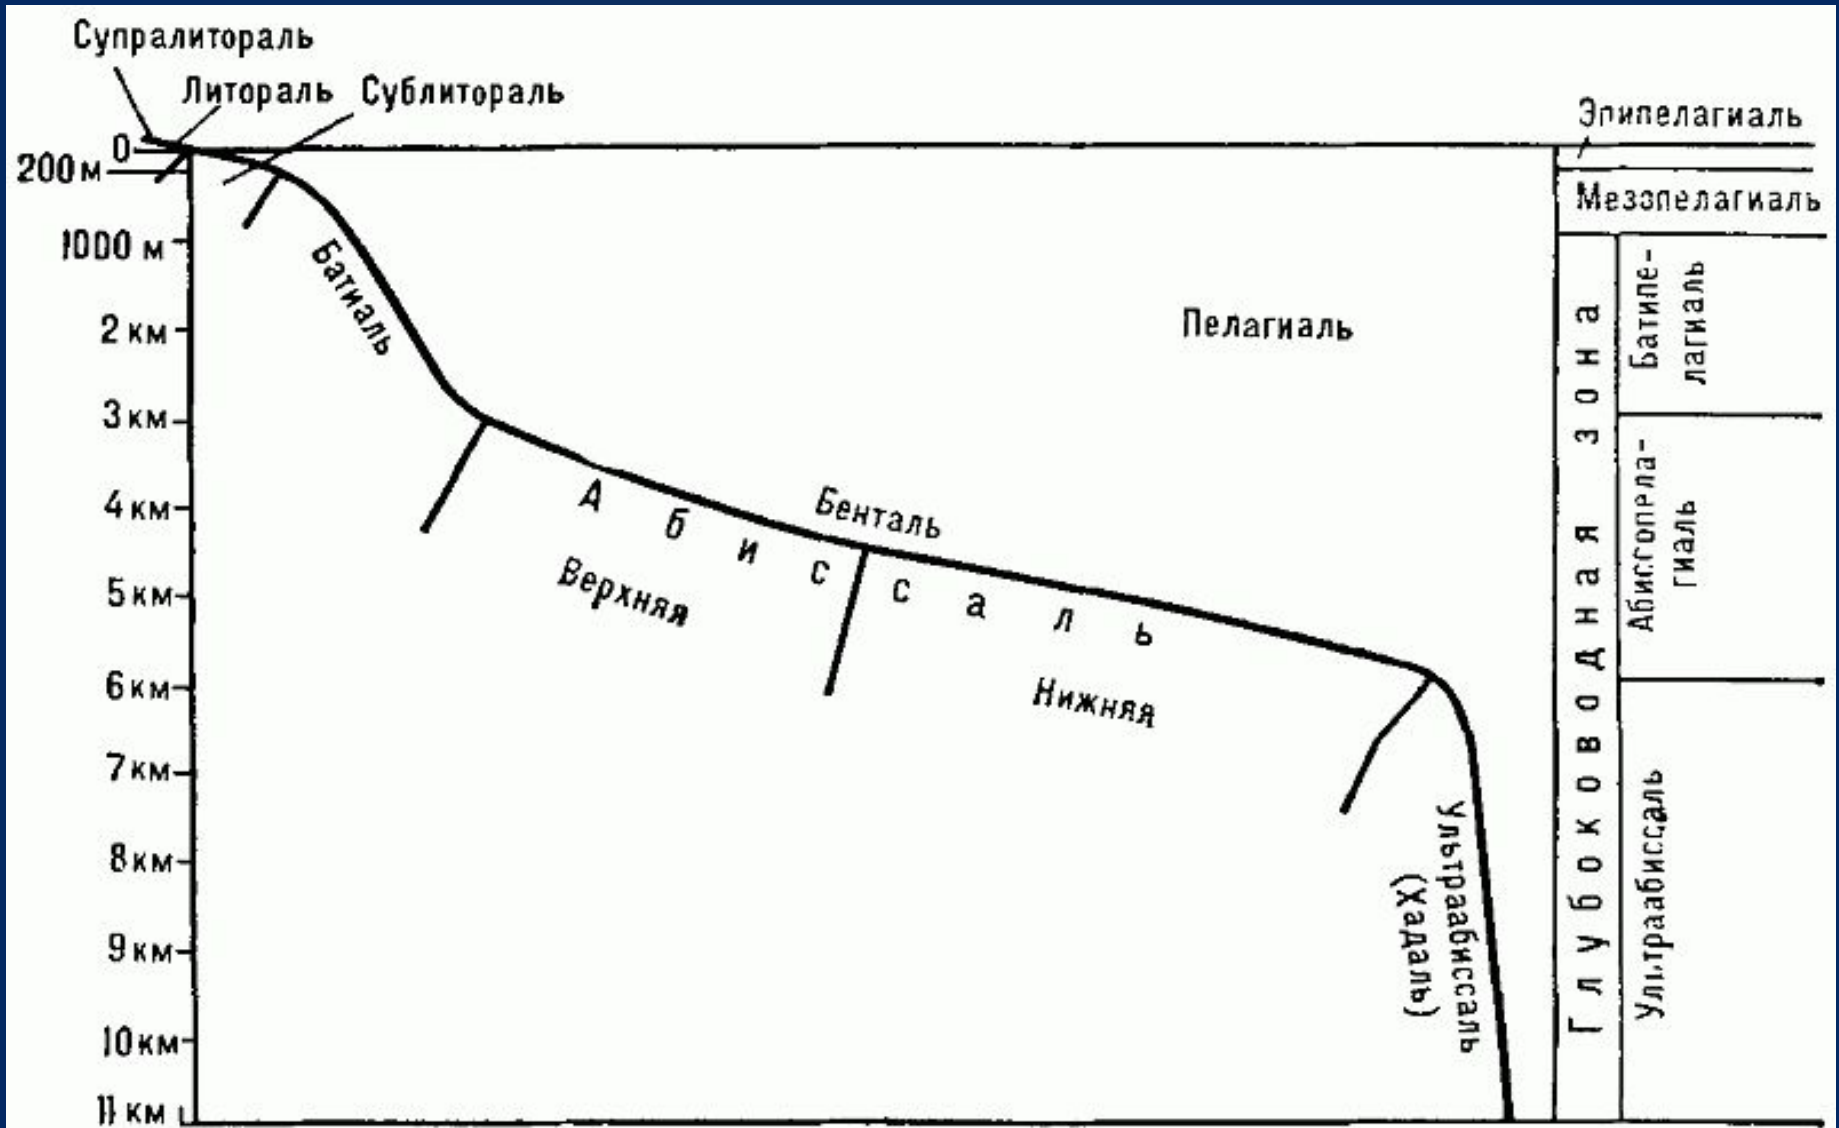 Супралитораль
Литораль
Сублитораль
0
200 м
1000 м
2 км
3 км
4 км
5 км
6 км
7 км
8 км
9 км
10 км
11 км
Батиаль
Пелагиаль
Бенталь
Абиссаль
Верхняя
Нижняя
Ультраабиссаль
(Хадаль)
Эпипелагиаль
Мезопелагиаль
Глубоководная зона
Батипе-
лагиаль
Абиссопела-
гиаль
Ультраабиссаль